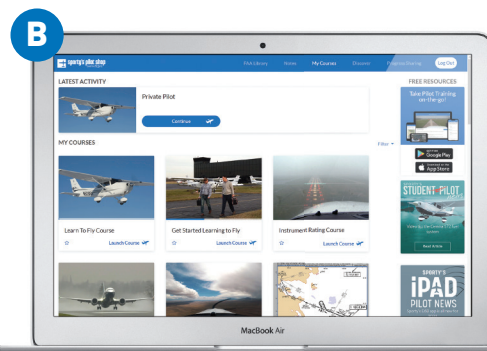 B
sporty's pilot shop
Pilot Library Home My Courses Discover Progress Sharing Log Out
LATEST ACTIVITY
FREE RESOURCES
Private Pilot
Continue
Take Pilot Training
on-the-go!
MY COURSES
Filter
Google Play
App Store
STUDENT PILOT
Learn To Fly Course
Get Started Learning to Fly
Instrument Rating Course
Launch Course
Launch Course
Launch Course
Read Online
SPORTY'S
iPAD
PILOT NEWS
MacBook Air